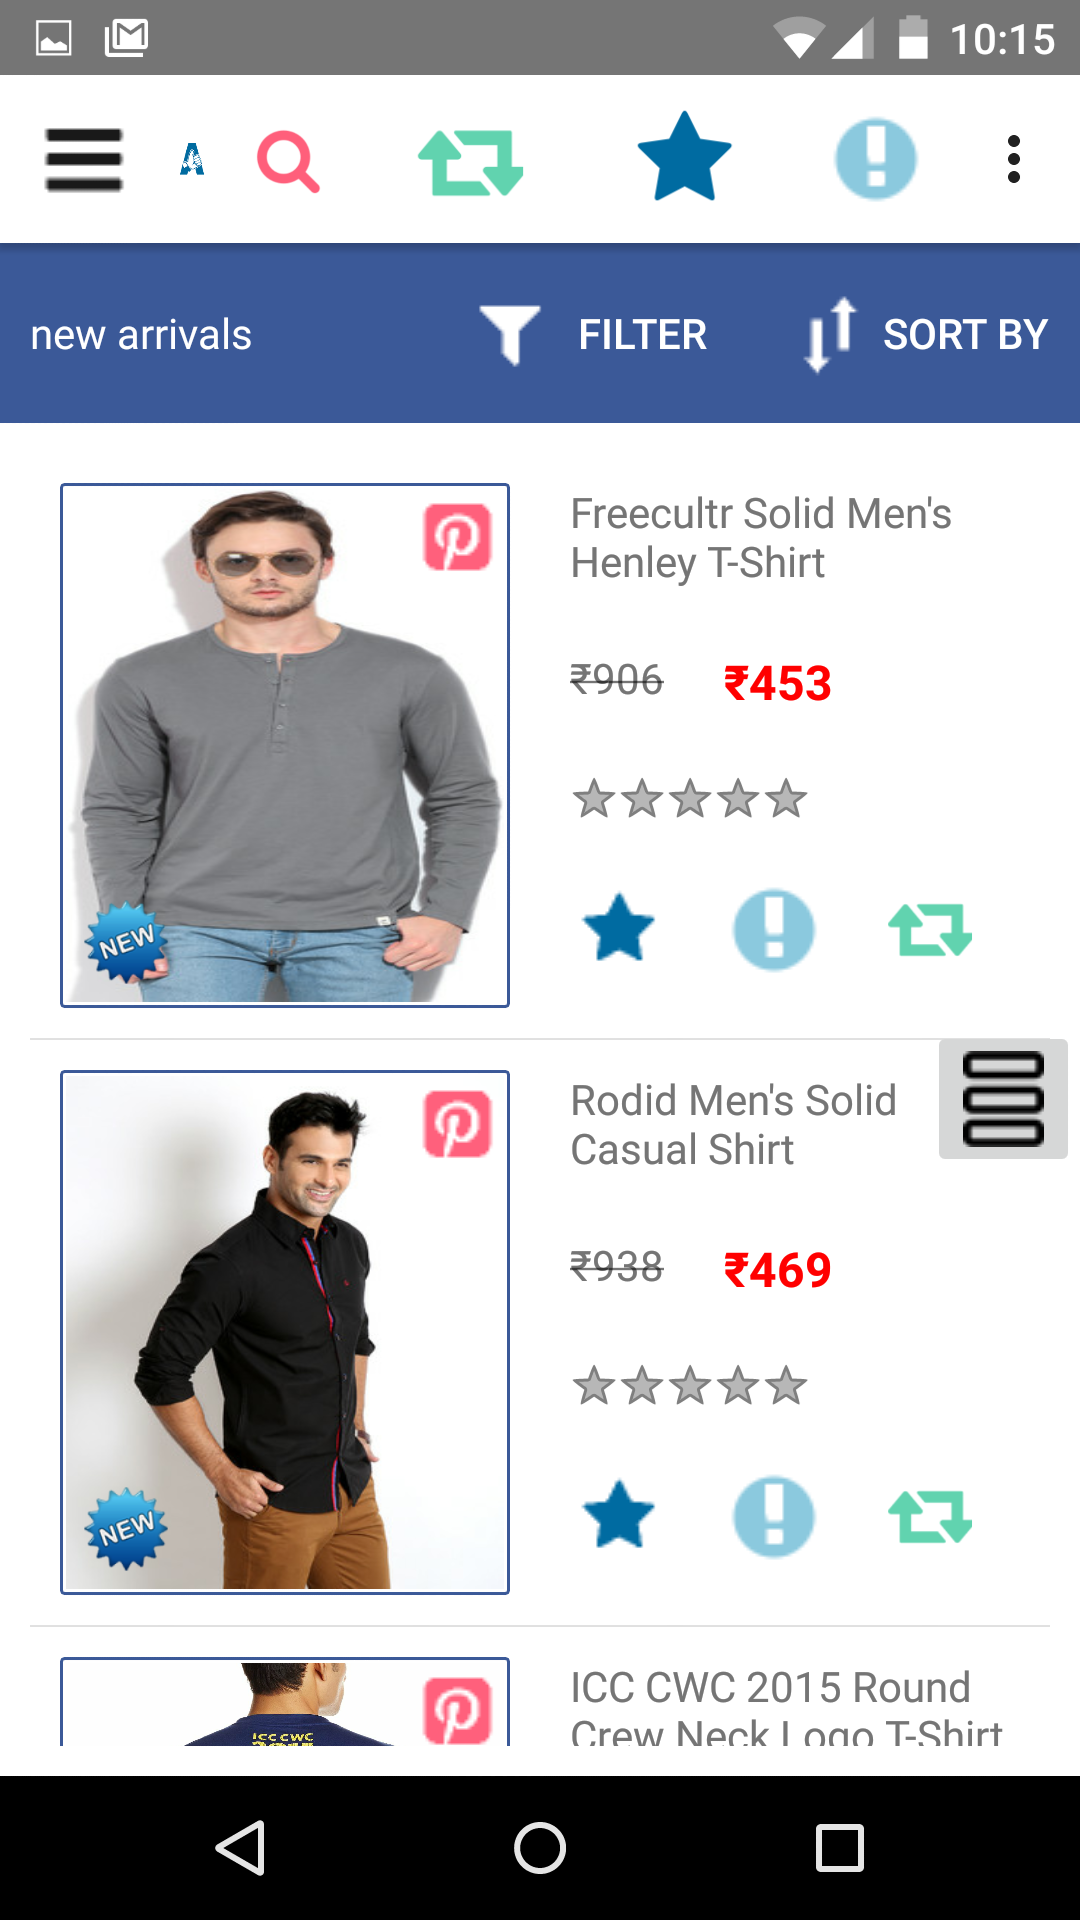 10:15
A
new arrivals
FILTER
SORT BY
Freecultr Solid Men's
Henley T-Shirt
₹906 ₹453
NEW
Rodid Men's Solid
Casual Shirt
₹938 ₹469
NEW
ICC CWC 2015 Round
Crew Neck Logo T-Shirt
ICC CWC